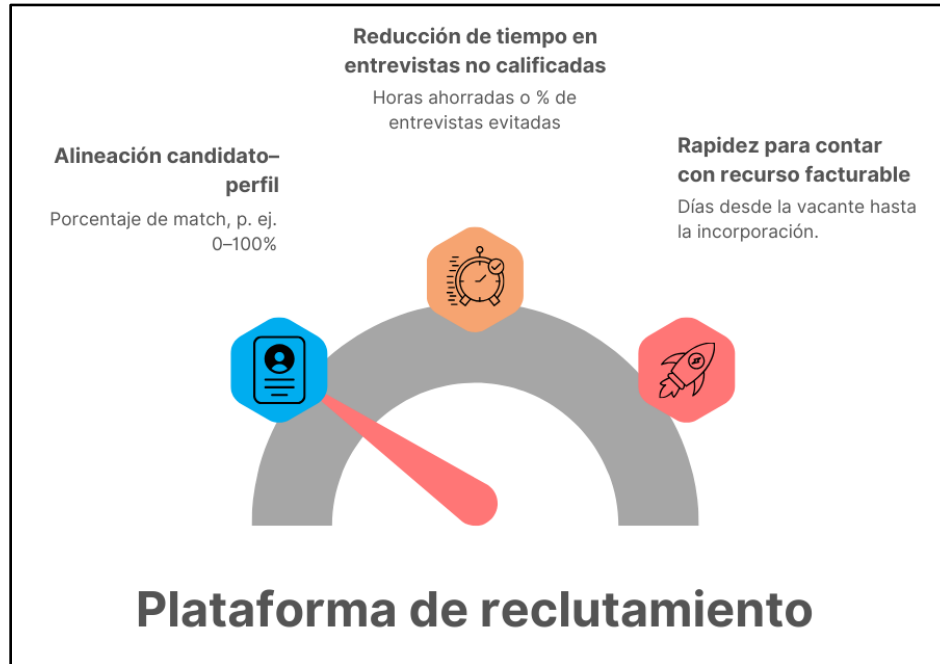 Reducción de tiempo en
entrevistas no calificadas
Horas ahorradas o % de
entrevistas evitadas
Alineación candidato–
perfil
Porcentaje de match, p. ej.
0–100%
Rapidez para contar
con recurso facturable
Días desde la vacante hasta
la incorporación.
Plataforma de reclutamiento